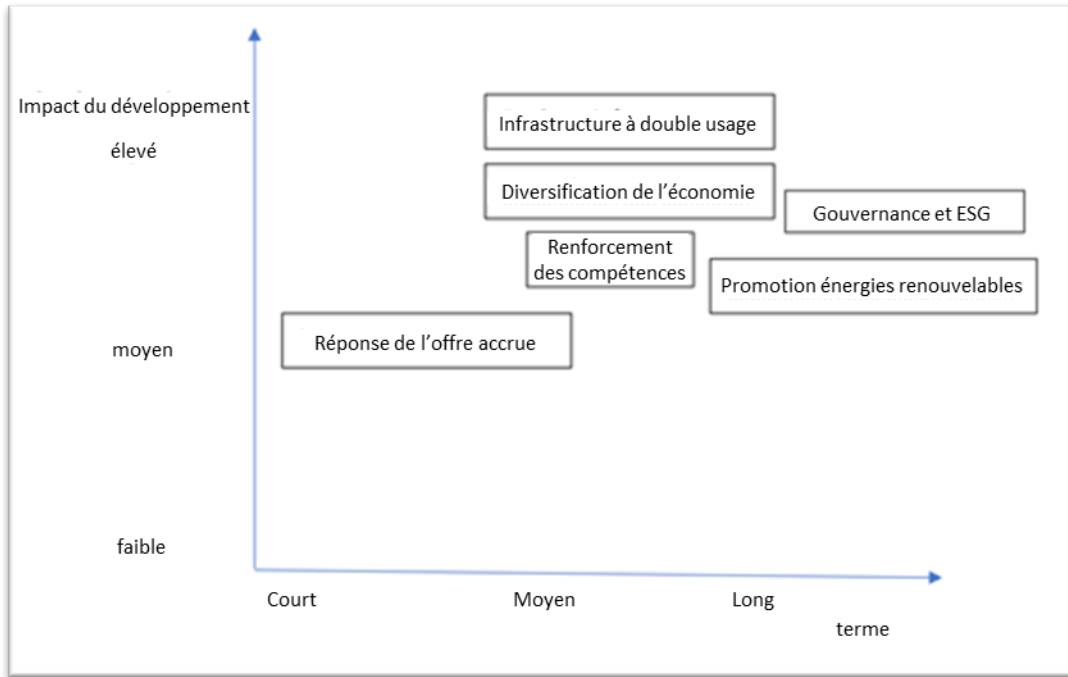 Impact du développement
élevé
Infrastructure à double usage
Diversification de l’économie
Gouvernance et ESG
Renforcement
des compétences
Promotion énergies renouvelables
moyen
Réponse de l’offre accrue
faible
Court
Moyen
Long
terme